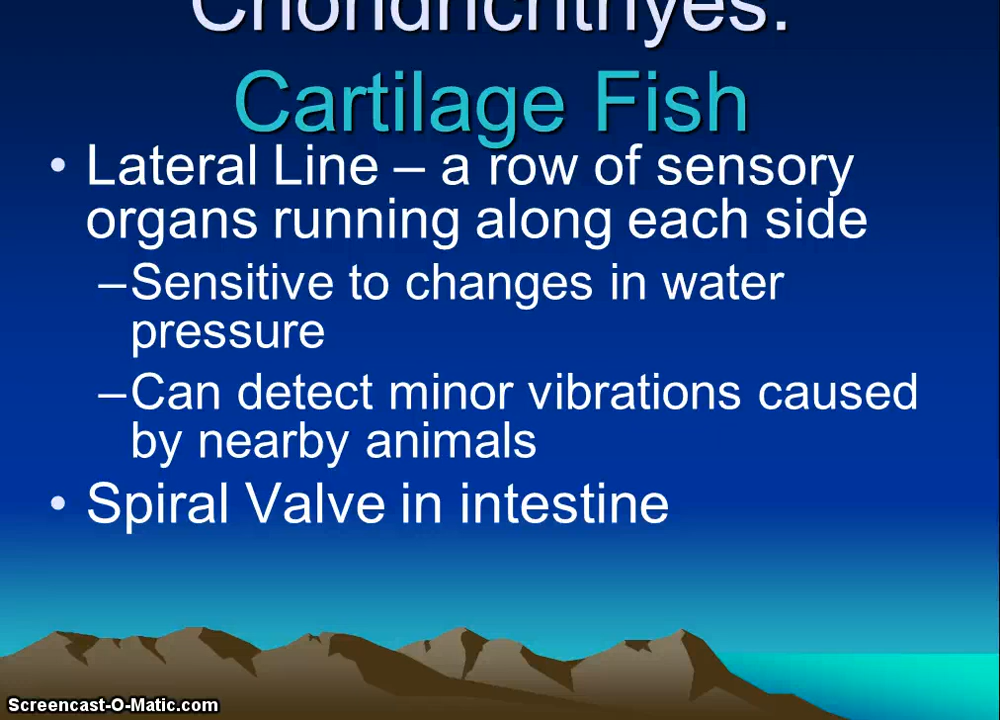 Chondrichthyes:
Cartilage Fish
• Lateral Line – a row of sensory
organs running along each side
–Sensitive to changes in water
pressure
–Can detect minor vibrations caused
by nearby animals
• Spiral Valve in intestine
Screencast-O-Matic.com